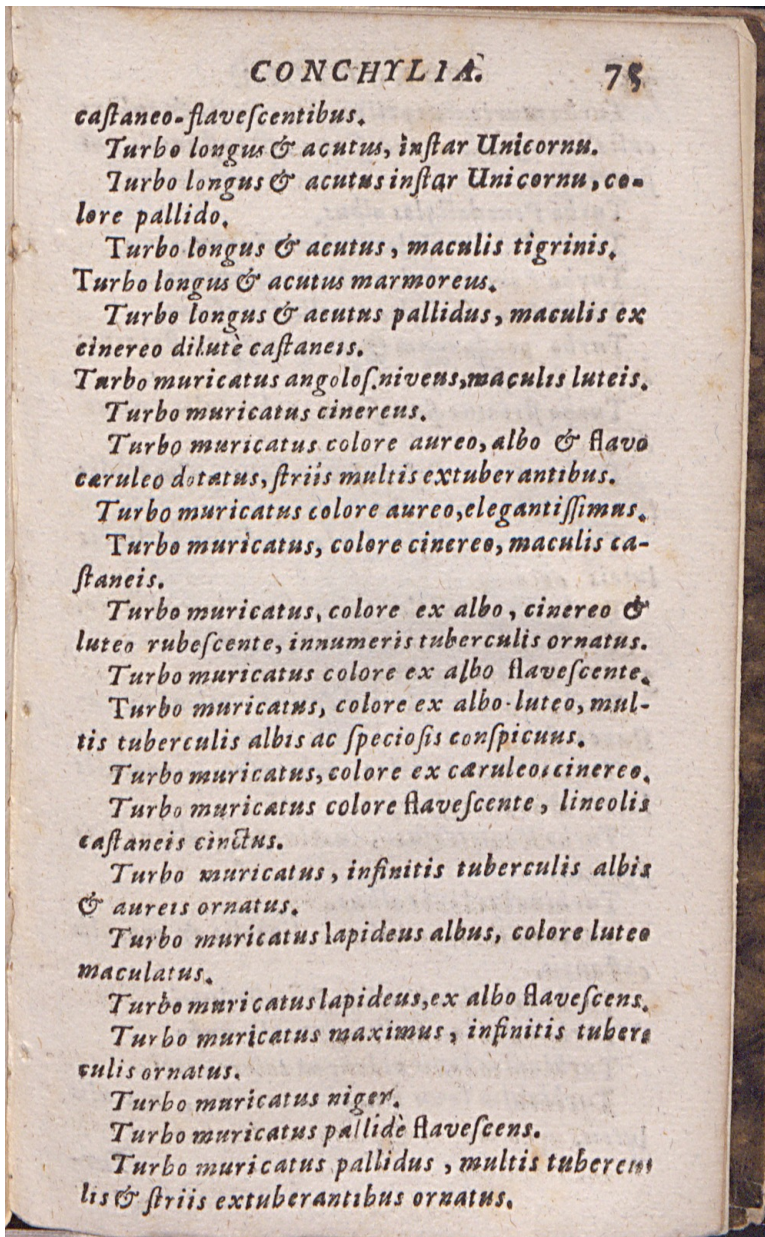 CONCHYLIA. 75
castaneo-flavescentibus.
Turbo longus & acutus, instar Unicornu.
Turbo longus & acutus instar Unicornu, co-
lore pallido.
Turbo longus & acutus, maculis tigrinis.
Turbo longus & acutus marmoreus.
Turbo longus & acutus pallidus, maculis ex
cinereo dilutè castaneis.
Turbo muricatus angolos. niveus, maculis luteis.
Turbo muricatus cinereus.
Turbo muricatus colore aureo, albo & flavo
cæruleo dotatus, striis multis extuberantibus.
Turbo muricatus colore aureo, elegantissimus.
Turbo muricatus, colore cinereo, maculis ca-
staneis.
Turbo muricatus, colore ex albo, cinereo &
luteo rubescente, innumeris tuberculis ornatus.
Turbo muricatus colore ex albo flavescente.
Turbo muricatus, colore ex albo-luteo, mul-
tis tuberculis albis ac speciosis conspicuus.
Turbo muricatus, colore ex cæruleo: cinereo.
Turbo muricatus colore flavescente, lineolis
castaneis cinctus.
Turbo muricatus, infinitis tuberculis albis
& aureis ornatus.
Turbo muricatus lapideus albus, colore luteo
maculatus.
Turbo muricatus lapideus, ex albo flavescens.
Turbo muricatus maximus, infinitis tuber-
culis ornatus.
Turbo muricatus niger.
Turbo muricatus pallidè flavescens.
Turbo muricatus pallidus, multis tubercu
lis & striis extuberantibus ornatus.